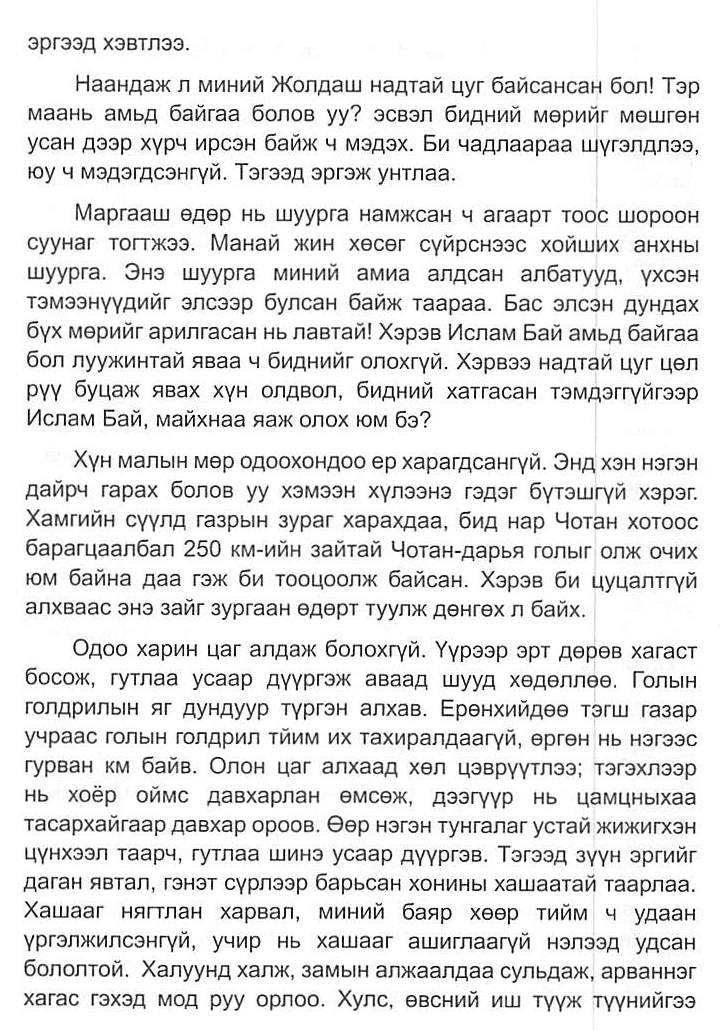 эргээд хэвтлээ.
Наандаж л миний Жолдаш надтай цуг байсансан бол! Тэр
маань амьд байгаа болов уу? эсвэл бидний мөрийг мөшгөн
усан дээр хүрч ирсэн байж ч мэдэх. Би чадлаараа шүгэлдлээ,
юу ч мэдэгдсэнгүй. Тэгээд эргэж унтлаа.
Маргааш өдөр нь шуурга намжсан ч агаарт тоос шороон
суунаг тогтжээ. Манай жин хөсөг сүйрснээс хойших анхны
шуурга. Энэ шуурга миний амиа алдсан албатууд, үхсэн
тэмээнүүдийг элсээр булсан байж таараа. Бас элсэн дундах
бүх мөрийг арилгасан нь лавтай! Хэрэв Ислам Бай амьд байгаа
бол луужинтай яваа ч биднийг олохгүй. Хэрвээ надтай цуг цөл
рүү буцаж явах хүн олдвол, бидний хатгасан тэмдэггүйгээр
Ислам Бай, майхнаа яаж олох юм бэ?
Хүн малын мөр одоохондоо ер харагдсангүй. Энд хэн нэгэн
дайрч гарах болов уу хэмээн хүлээнэ гэдэг бүтэшгүй хэрэг.
Хамгийн сүүлд газрын зураг харахдаа, бид нар Чотан хотоос
барагцаалбал 250 км-ийн зайтай Чотан-дарья голыг олж очих
юм байна даа гэж би тооцоолж байсан. Хэрэв би цуцалтгүй
алхваас энэ зайг зургаан өдөрт туулж дөнгөх л байх.
Одоо харин цаг алдаж болохгүй. Үүрээр эрт дөрөв хагаст
босож, гутлаа усаар дүүргэж аваад шууд хөдөллөө. Голын
голдрилын яг дундуур түргэн алхав. Ерөнхийдөө тэгш газар
учраас голын голдрил тйим их тахиралдаагүй, өргөн нь нэгээс
гурван км байв. Олон цаг алхаад хөл цэврүүтлээ; тэгэхлээр
нь хоёр оймс давхарлан өмсөж, дээгүүр нь цамцныхаа
тасархайгаар давхар ороов. Өөр нэгэн тунгалаг устай жижигхэн
цүнхээл таарч, гутлаа шинэ усаар дүүргэв. Тэгээд зүүн эргийг
даган явтал, гэнэт сүрлээр барьсан хонины хашаатай таарлаа.
Хашааг нягтлан харвал, миний баяр хөөр тийм ч удаан
үргэлжилсэнгүй, учир нь хашааг ашиглаагүй нэлээд удсан
бололтой. Халуунд халж, замын алжаалдаа сульдаж, арваннэг
хагас гэхэд мод руу орлоо. Хулс, өвсний иш түүж түүнийгээ